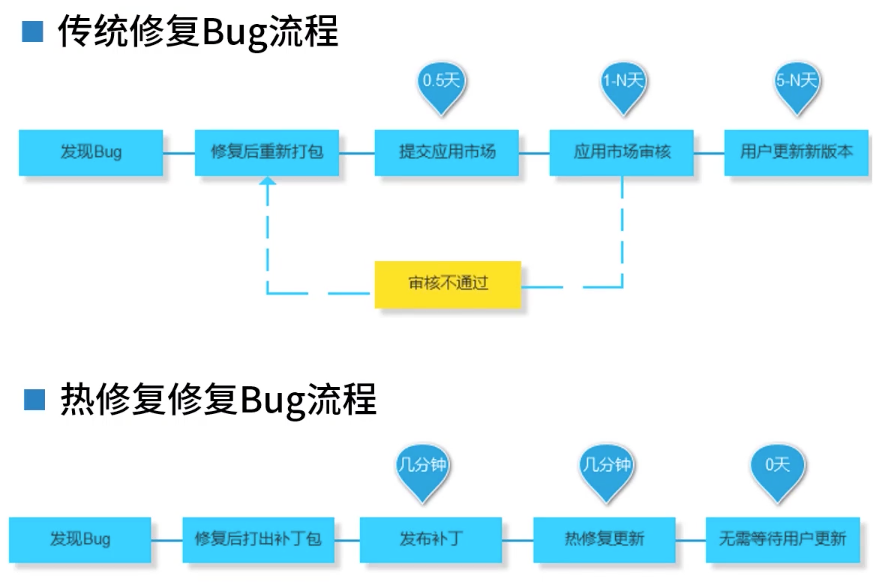 传统修复Bug流程
0.5天
1-N天
5-N天
发现Bug
修复后重新打包
提交应用市场
应用市场审核
用户更新新版本
审核不通过
热修复修复Bug流程
几分钟
几分钟
0天
发现Bug
修复后打出补丁包
发布补丁
热修复更新
无需等待用户更新